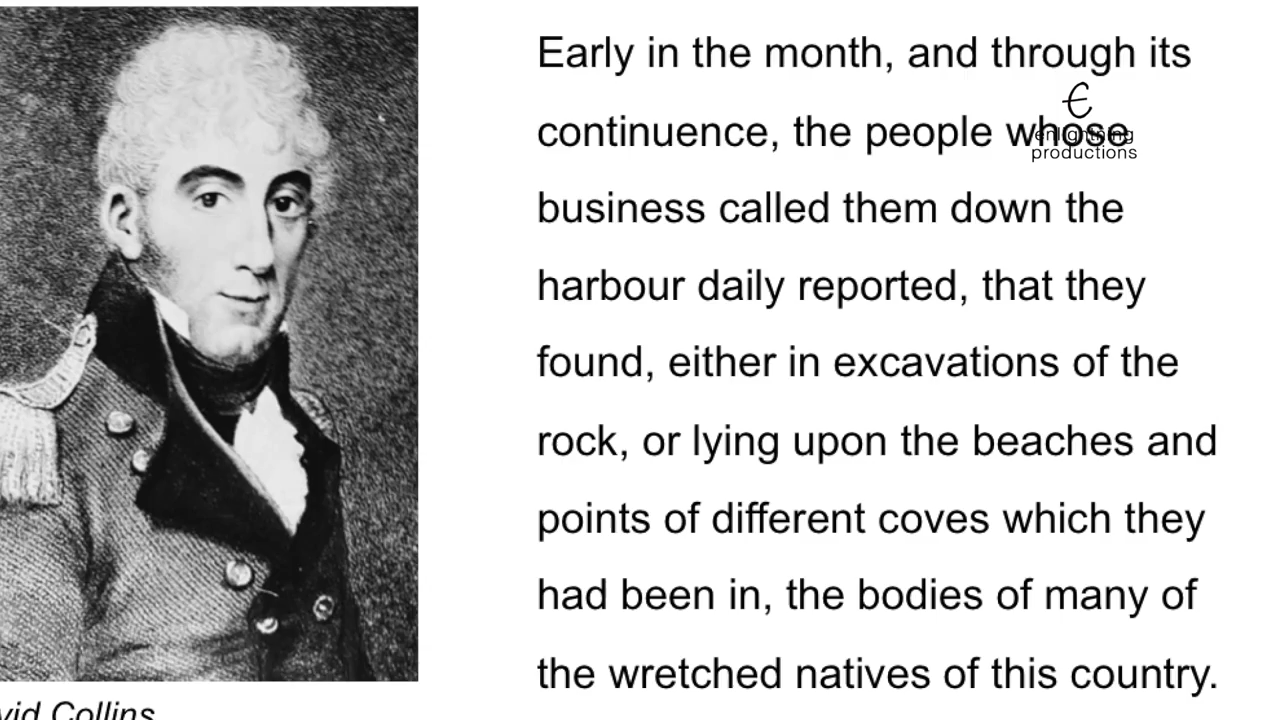 Early in the month, and through its
continuence, the people whose
business called them down the
harbour daily reported, that they
found, either in excavations of the
rock, or lying upon the beaches and
points of different coves which they
had been in, the bodies of many of
the wretched natives of this country.
enlightning
productions
vid Collins